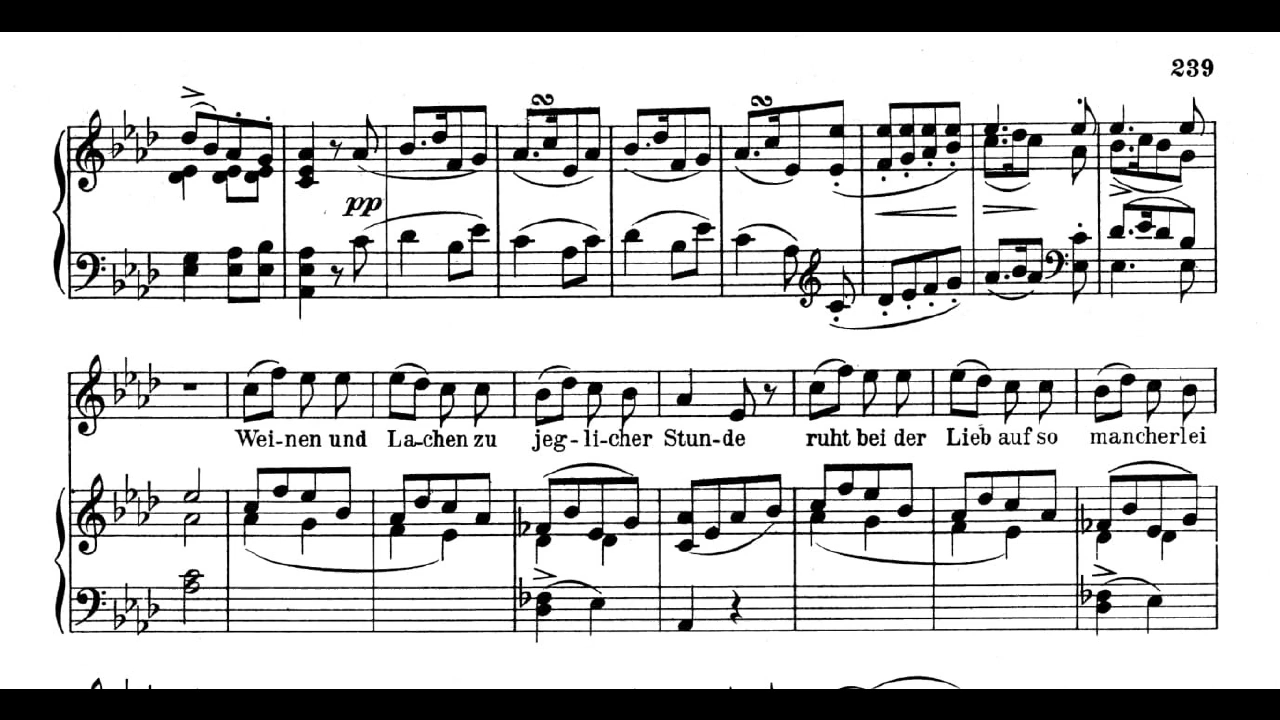 239
pp
Wei-nen und La-chen zu jeg-li-cher Stun-de ruht bei der Lieb auf so mancherlei